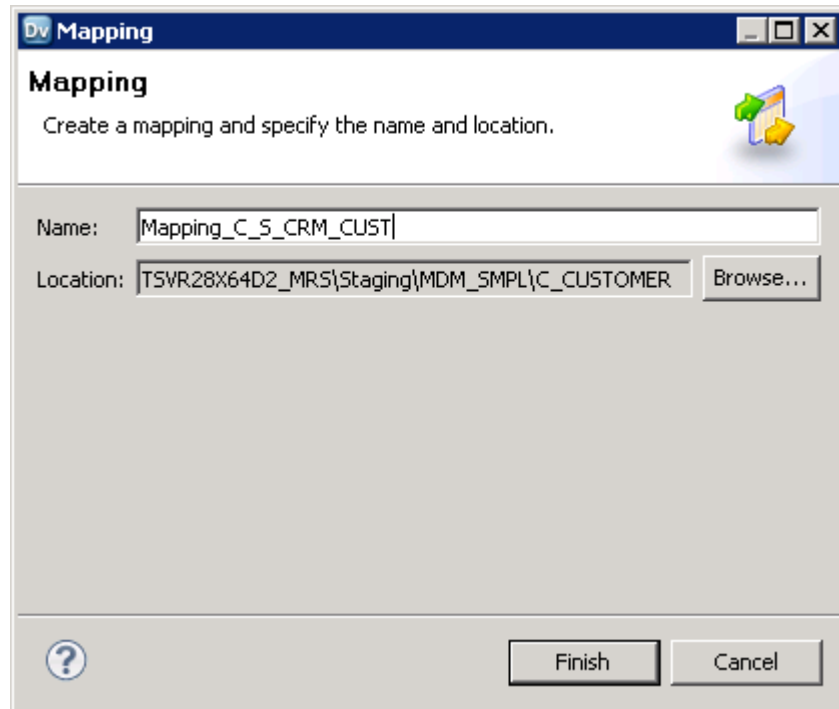 Dv Mapping
Mapping
Create a mapping and specify the name and location.
Name: Mapping_C_S_CRM_CUST
Location: TSVR28X64D2_MRS\Staging\MDM_SMPL\C_CUSTOMER Browse...
? Finish Cancel